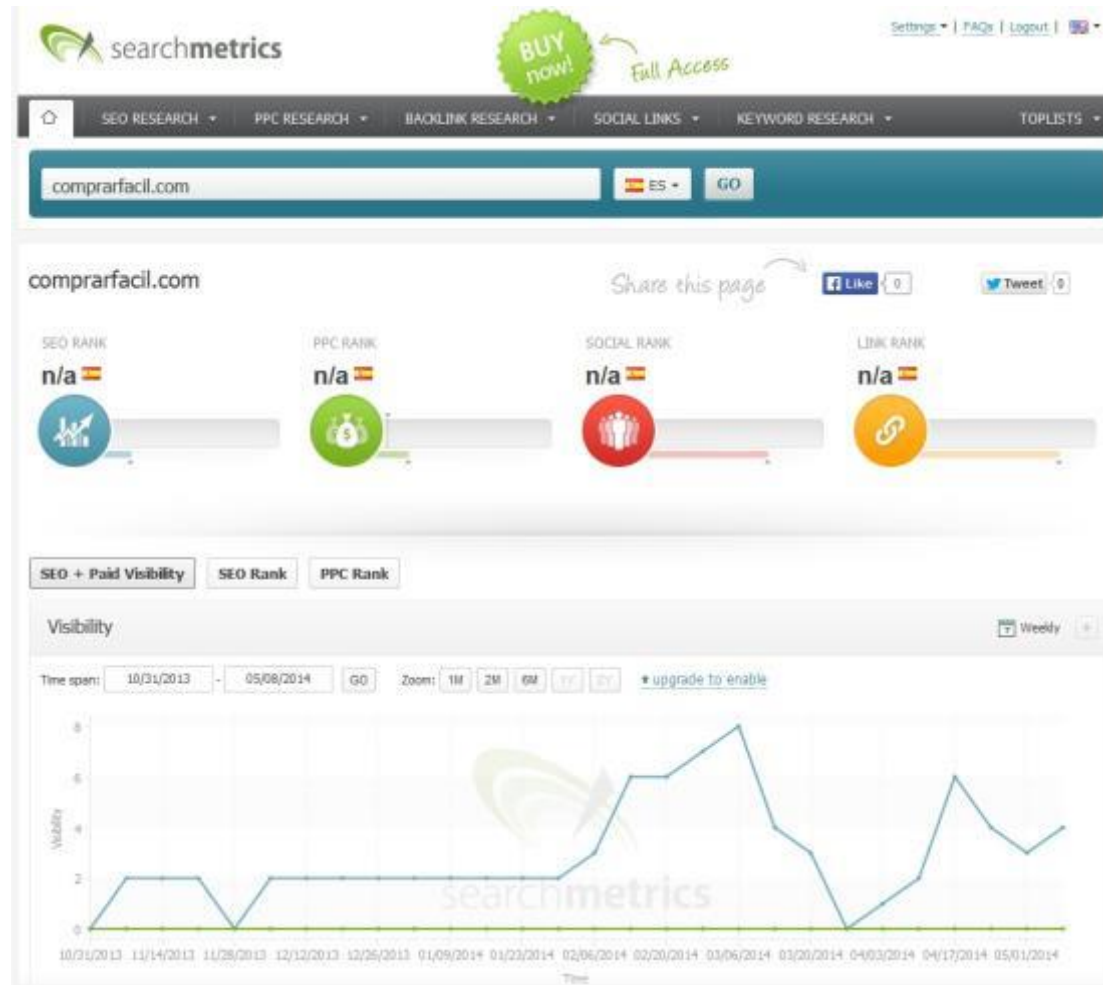 searchmetrics
BUY now!
Full Access
Settings | FAQs | Logout |
SEO RESEARCH PPC RESEARCH BACKLINK RESEARCH SOCIAL LINKS KEYWORD RESEARCH TOPLISTS
comprarfacil.com ES GO
comprarfacil.com
Share this page
Like 0
Tweet 0
SEO RANK PPC RANK SOCIAL RANK LINK RANK
n/a n/a n/a n/a
SEO + Paid Visibility SEO Rank PPC Rank
Visibility Weekly +
Time span: 10/31/2013 - 05/08/2014 GO Zoom: 1M 2M 6M 1Y 2Y upgrade to enable
8
6
4
2
0
Visibility
searchmetrics
10/31/2013 11/14/2013 11/28/2013 12/12/2013 12/26/2013 01/09/2014 01/23/2014 02/06/2014 02/20/2014 03/06/2014 03/20/2014 04/03/2014 04/17/2014 05/01/2014
Time